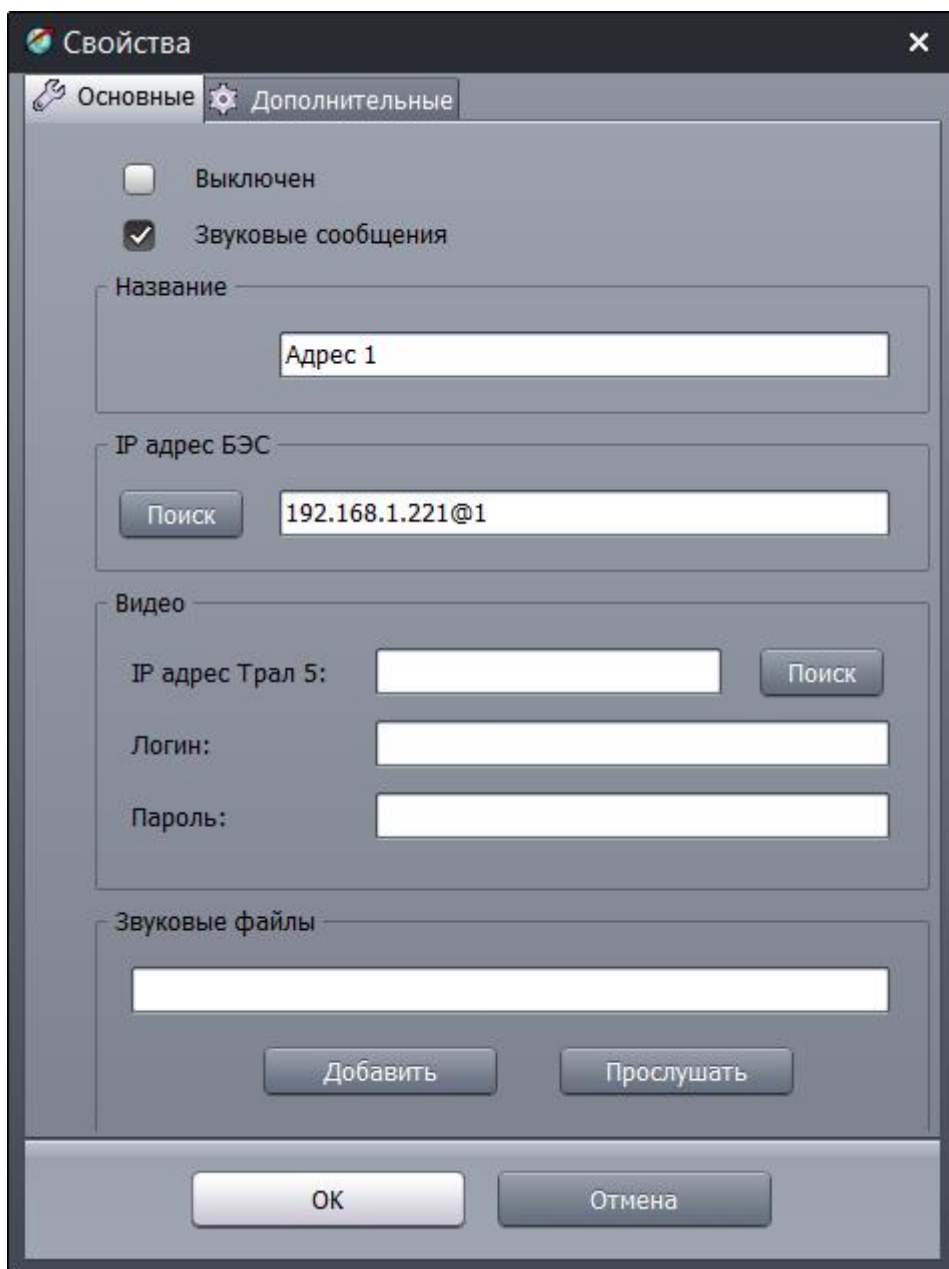 Свойства
Основные Дополнительные
Выключен
Звуковые сообщения
Название
Адрес 1
IP адрес БЭС
Поиск 192.168.1.221@1
Видео
IP адрес Трал 5: Поиск
Логин:
Пароль:
Звуковые файлы
Добавить Прослушать
OK Отмена